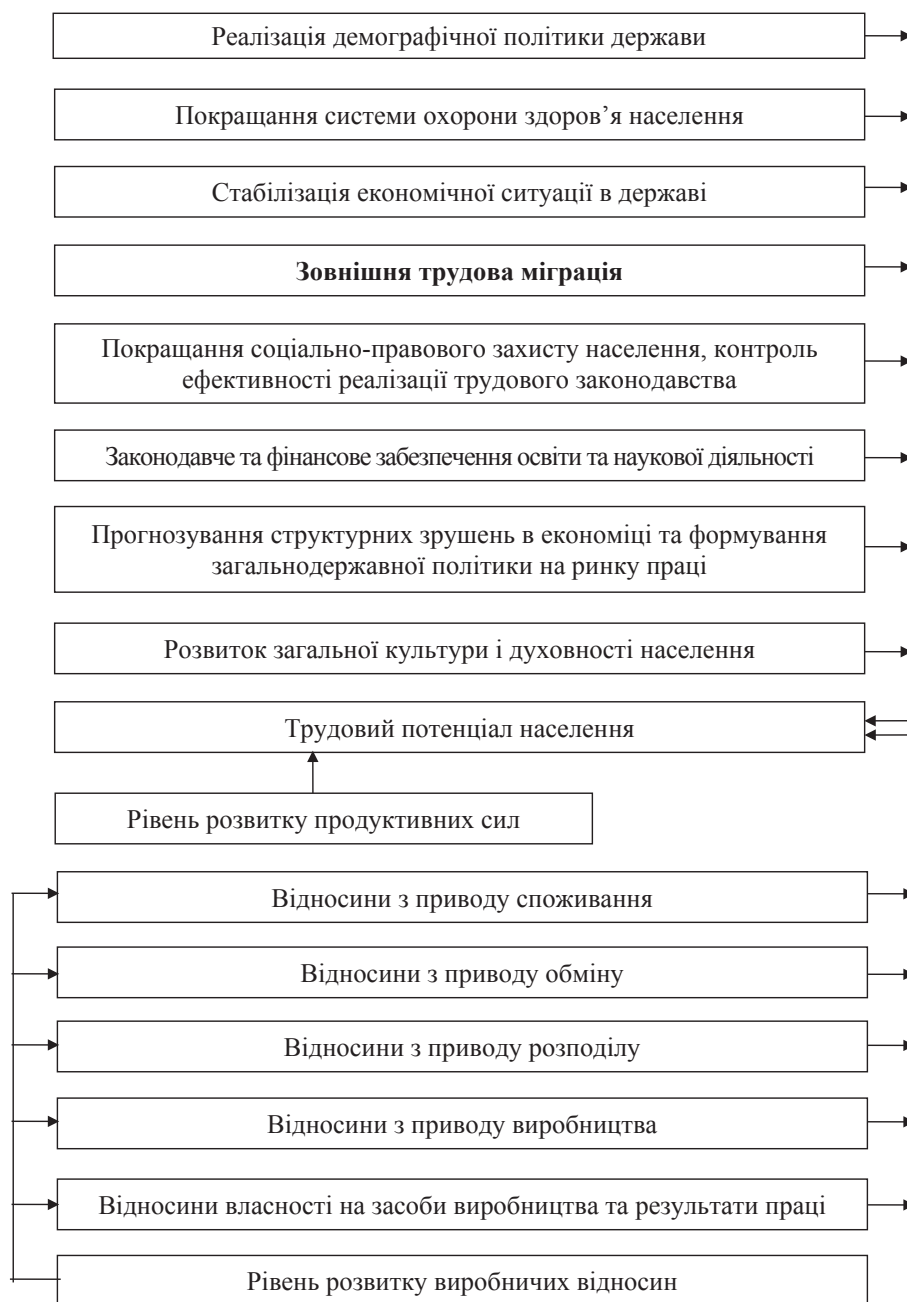 Реалізація демографічної політики держави
Покращання системи охорони здоров’я населення
Стабілізація економічної ситуації в державі
Зовнішня трудова міграція
Покращання соціально-правового захисту населення, контроль
ефективності реалізації трудового законодавства
Законодавче та фінансове забезпечення освіти та наукової діяльності
Прогнозування структурних зрушень в економіці та формування
загальнодержавної політики на ринку праці
Розвиток загальної культури і духовності населення
Трудовий потенціал населення
Рівень розвитку продуктивних сил
Відносини з приводу споживання
Відносини з приводу обміну
Відносини з приводу розподілу
Відносини з приводу виробництва
Відносини власності на засоби виробництва та результати праці
Рівень розвитку виробничих відносин